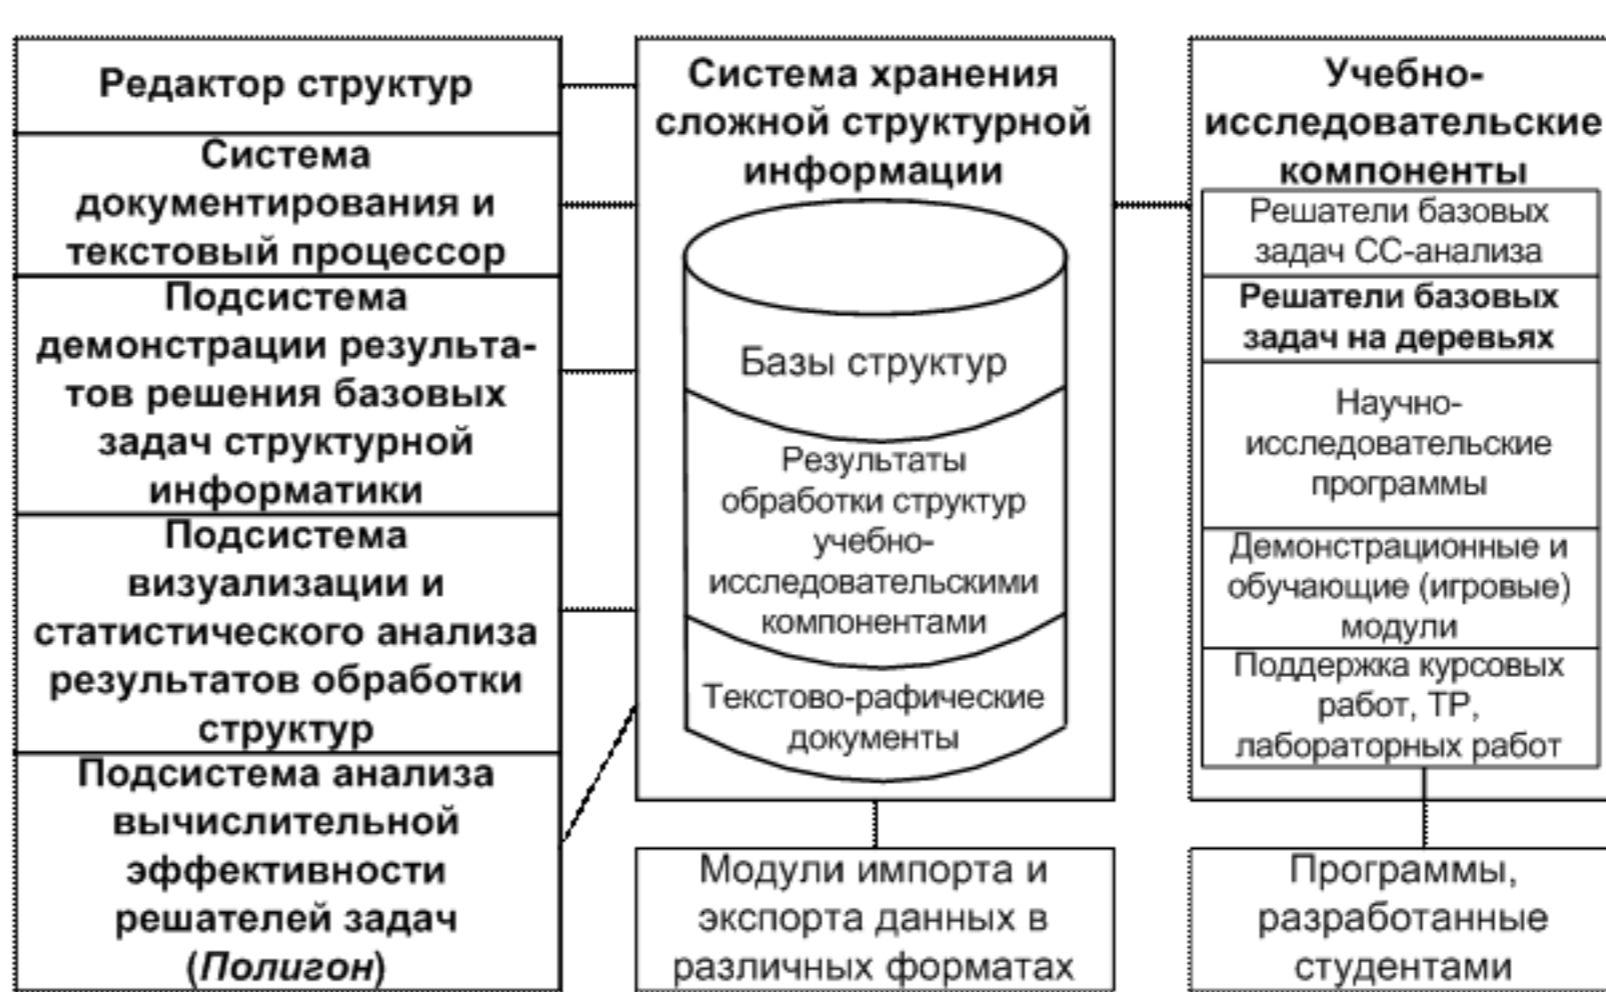 Редактор структур
Система
документирования и
текстовый процессор
Подсистема
демонстрации результа-
тов решения базовых
задач структурной
информатики
Подсистема
визуализации и
статистического анализа
результатов обработки
структур
Подсистема анализа
вычислительной
эффективности
решателей задач
(Полигон)
Система хранения
сложной структурной
информации
Базы структур
Результаты
обработки структур
учебно-
исследовательскими
компонентами
Текстово-рафические
документы
Модули импорта и
экспорта данных в
различных форматах
Учебно-
исследовательские
компоненты
Решатели базовых
задач СС-анализа
Решатели базовых
задач на деревьях
Научно-
исследовательские
программы
Демонстрационные и
обучающие (игровые)
модули
Поддержка курсовых
работ, ТР,
лабораторных работ
Программы,
разработанные
студентами